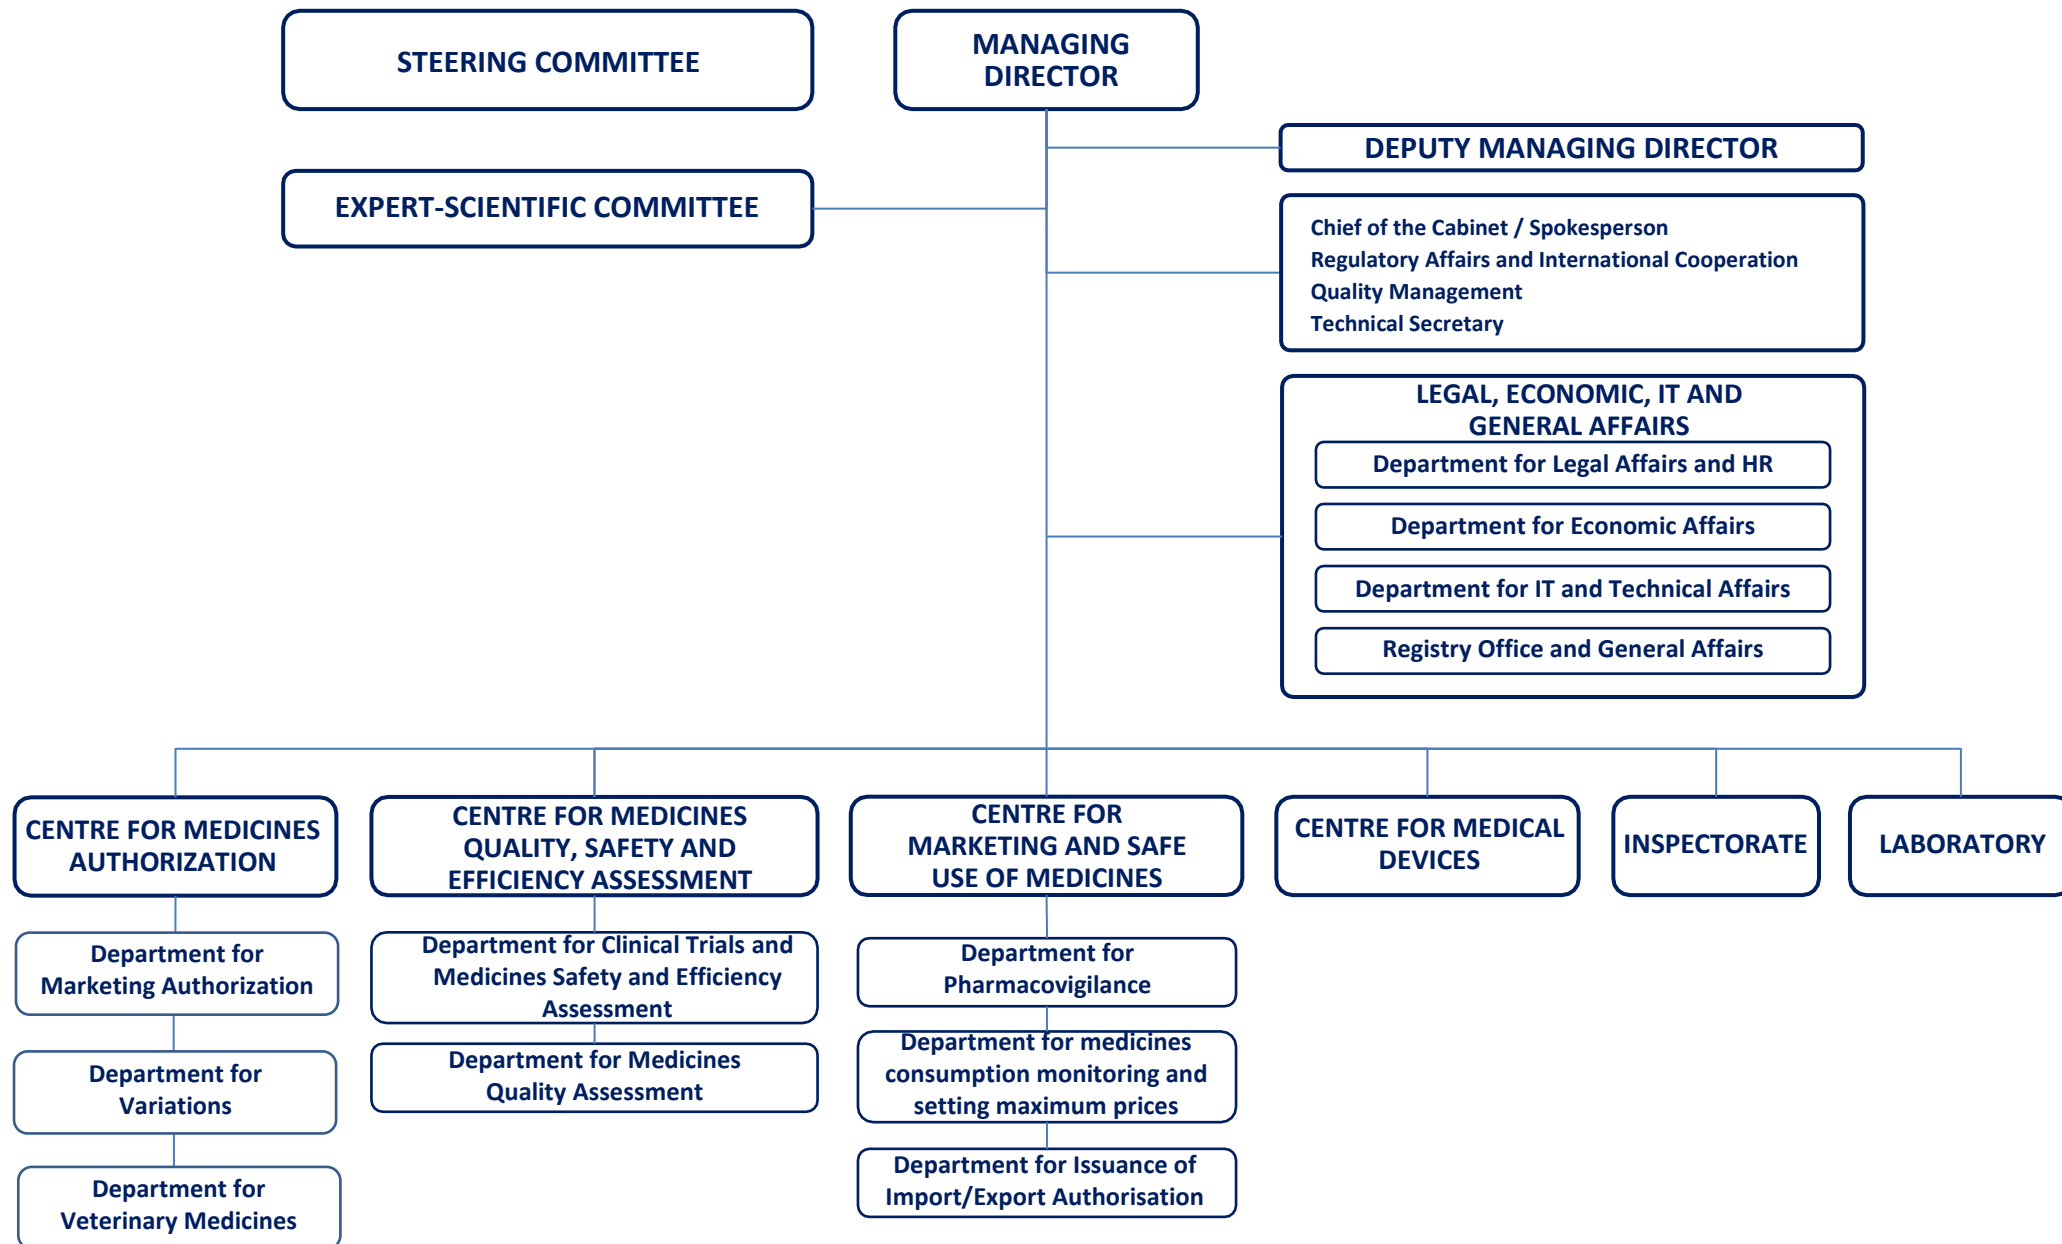 STEERING COMMITTEE
MANAGING
DIRECTOR
DEPUTY MANAGING DIRECTOR
EXPERT-SCIENTIFIC COMMITTEE
Chief of the Cabinet / Spokesperson
Regulatory Affairs and International Cooperation
Quality Management
Technical Secretary
LEGAL, ECONOMIC, IT AND
GENERAL AFFAIRS
Department for Legal Affairs and HR
Department for Economic Affairs
Department for IT and Technical Affairs
Registry Office and General Affairs
CENTRE FOR MEDICINES
AUTHORIZATION
Department for
Marketing Authorization
Department for
Variations
Department for
Veterinary Medicines
CENTRE FOR MEDICINES
QUALITY, SAFETY AND
EFFICIENCY ASSESSMENT
Department for Clinical Trials and
Medicines Safety and Efficiency
Assessment
Department for Medicines
Quality Assessment
CENTRE FOR
MARKETING AND SAFE
USE OF MEDICINES
Department for
Pharmacovigilance
Department for medicines
consumption monitoring and
setting maximum prices
Department for Issuance of
Import/Export Authorisation
CENTRE FOR MEDICAL
DEVICES
INSPECTORATE
LABORATORY